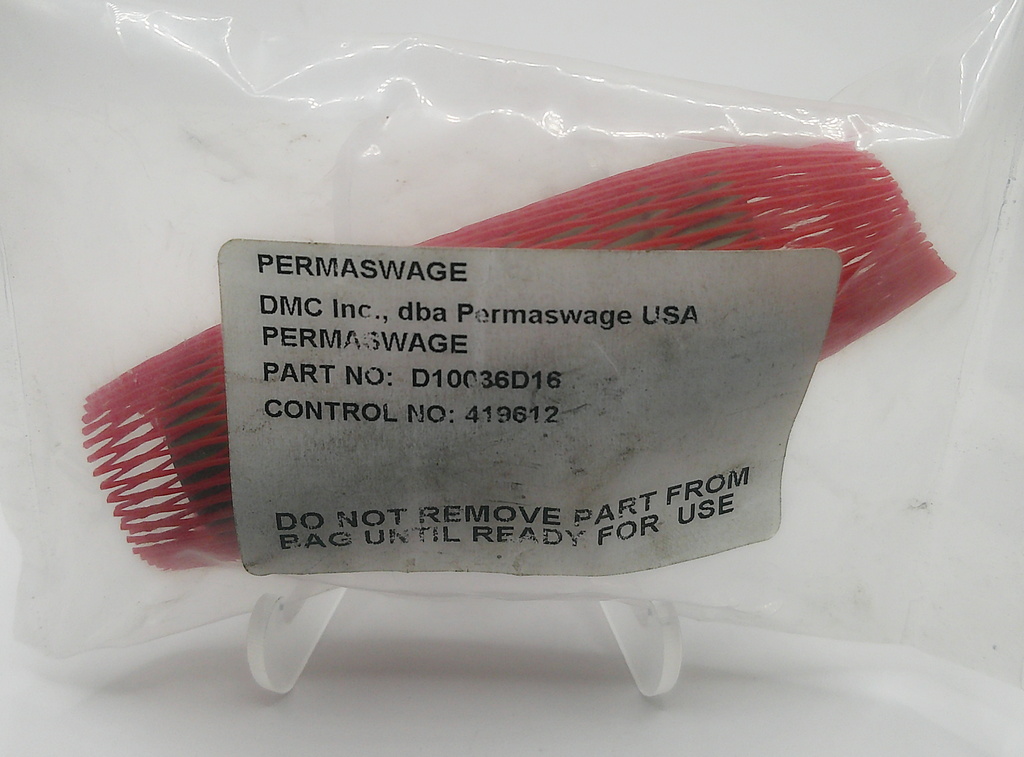 PERMASWAGE
DMC Inc., dba Permaswage USA
PERMASWAGE
PART NO: D10036D16
CONTROL NO: 419612
DO NOT REMOVE PART FROM
BAG UNTIL READY FOR USE